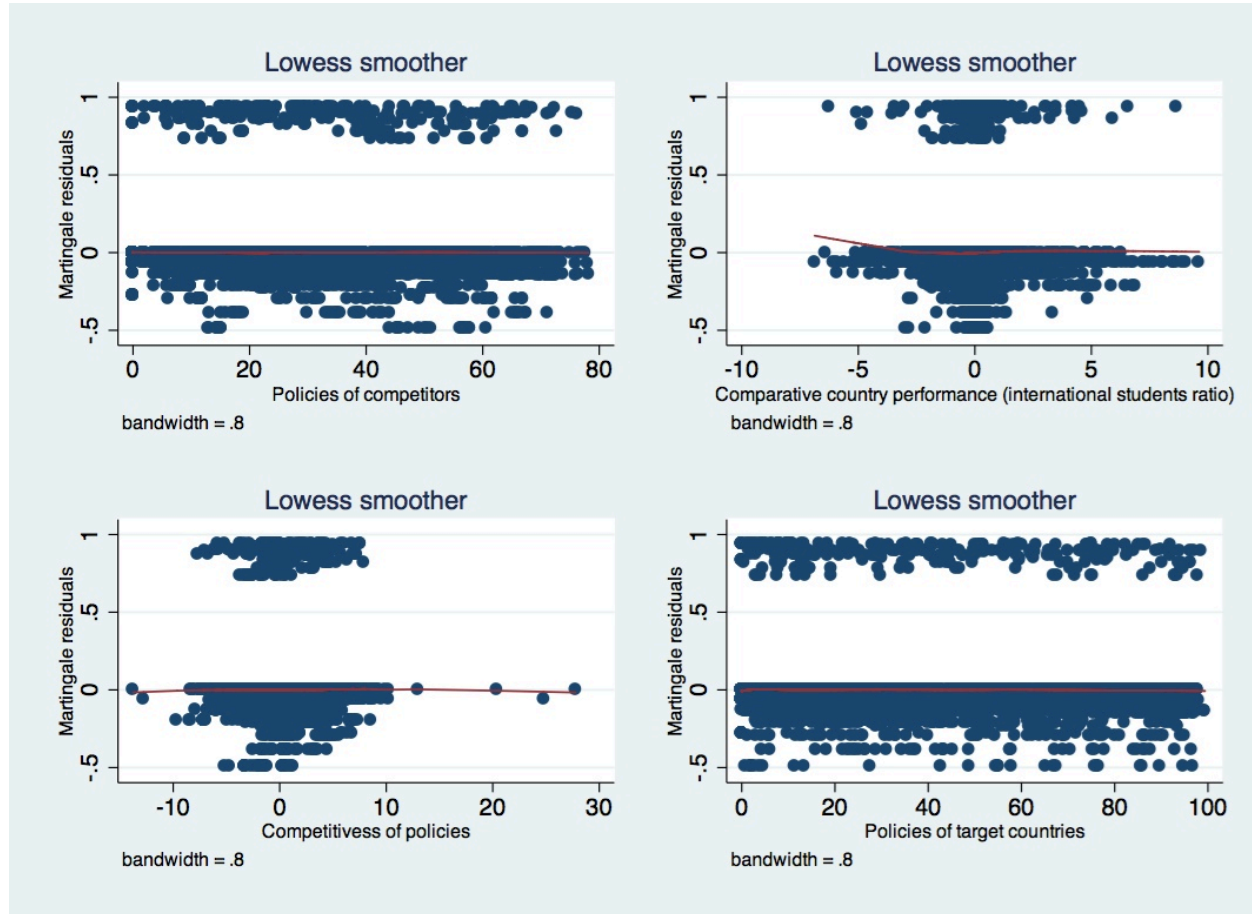 Lowess smoother
Martingale residuals
1
.5
0
-.5
0 20 40 60 80
Policies of competitors
bandwidth = .8
Lowess smoother
Martingale residuals
1
.5
0
-.5
-10 -5 0 5 10
Comparative country performance (international students ratio)
bandwidth = .8
Lowess smoother
Martingale residuals
1
.5
0
-.5
-10 0 10 20 30
Competitivess of policies
bandwidth = .8
Lowess smoother
Martingale residuals
1
.5
0
-.5
0 20 40 60 80 100
Policies of target countries
bandwidth = .8